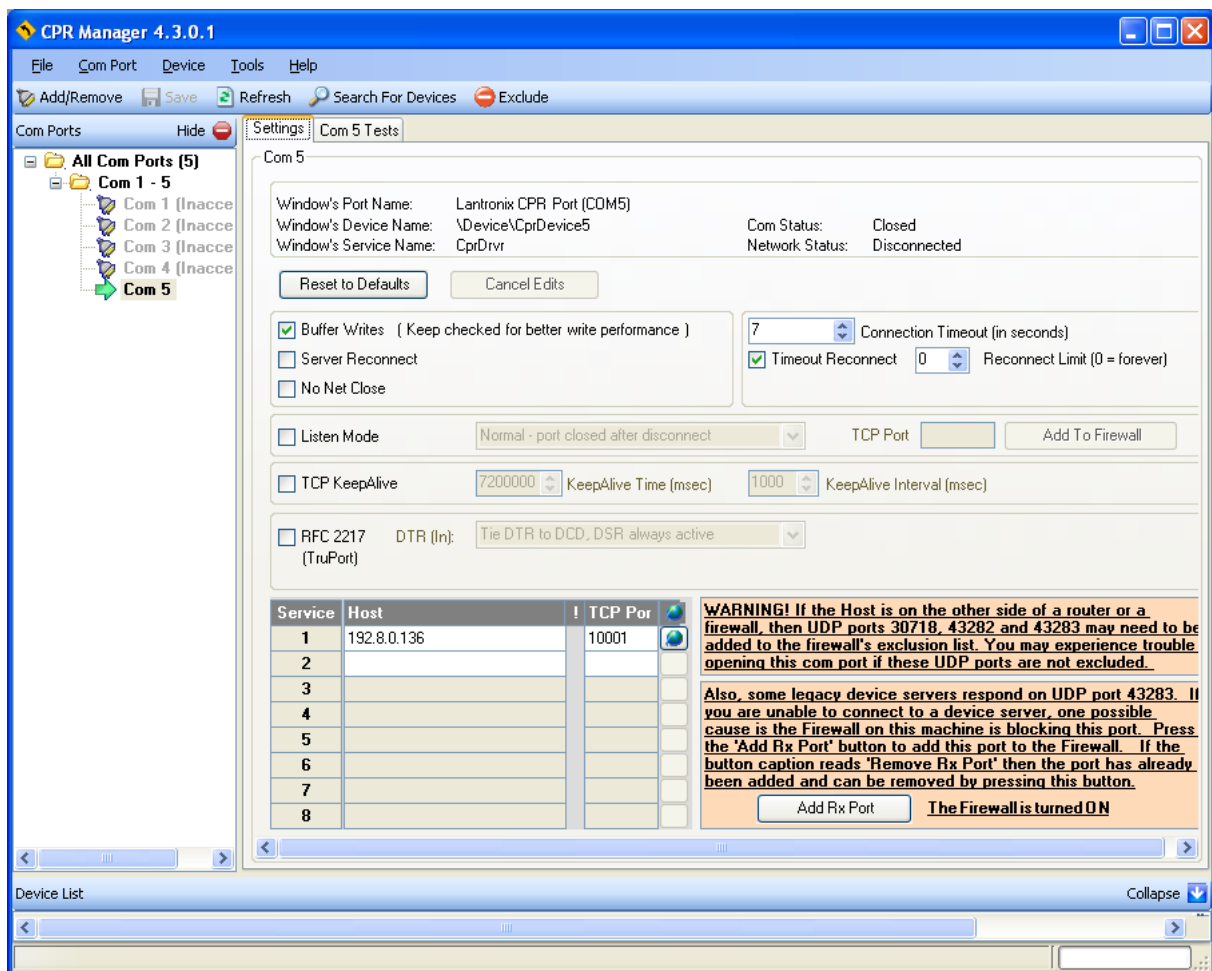 CPR Manager 4.3.0.1
File Com Port Device Tools Help
Add/Remove Save Refresh Search For Devices Exclude
Com Ports Hide
Settings Com 5 Tests
All Com Ports (5)
Com 1 - 5
Com 1 (Inacce
Com 2 (Inacce
Com 3 (Inacce
Com 4 (Inacce
Com 5
Com 5
Window's Port Name: Lantronix CPR Port (COM5)
Window's Device Name: \Device\CprDevice5 Com Status: Closed
Window's Service Name: CprDrvr Network Status: Disconnected
Reset to Defaults Cancel Edits
Buffer Writes ( Keep checked for better write performance )
Server Reconnect
No Net Close
7 Connection Timeout (in seconds)
Timeout Reconnect 0 Reconnect Limit (0 = forever)
Listen Mode Normal - port closed after disconnect TCP Port Add To Firewall
TCP KeepAlive 7200000 KeepAlive Time (msec) 1000 KeepAlive Interval (msec)
RFC 2217 DTR (In): Tie DTR to DCD, DSR always active
(TruPort)
Service Host ! TCP Por
1 192.8.0.136 10001
2
3
4
5
6
7
8
WARNING! If the Host is on the other side of a router or a
firewall, then UDP ports 30718, 43282 and 43283 may need to be
added to the firewall's exclusion list. You may experience trouble
opening this com port if these UDP ports are not excluded.
Also, some legacy device servers respond on UDP port 43283. If
you are unable to connect to a device server, one possible
cause is the Firewall on this machine is blocking this port. Press
the 'Add Rx Port' button to add this port to the Firewall. If the
button caption reads 'Remove Rx Port' then the port has already
been added and can be removed by pressing this button.
Add Rx Port The Firewall is turned ON
Device List Collapse